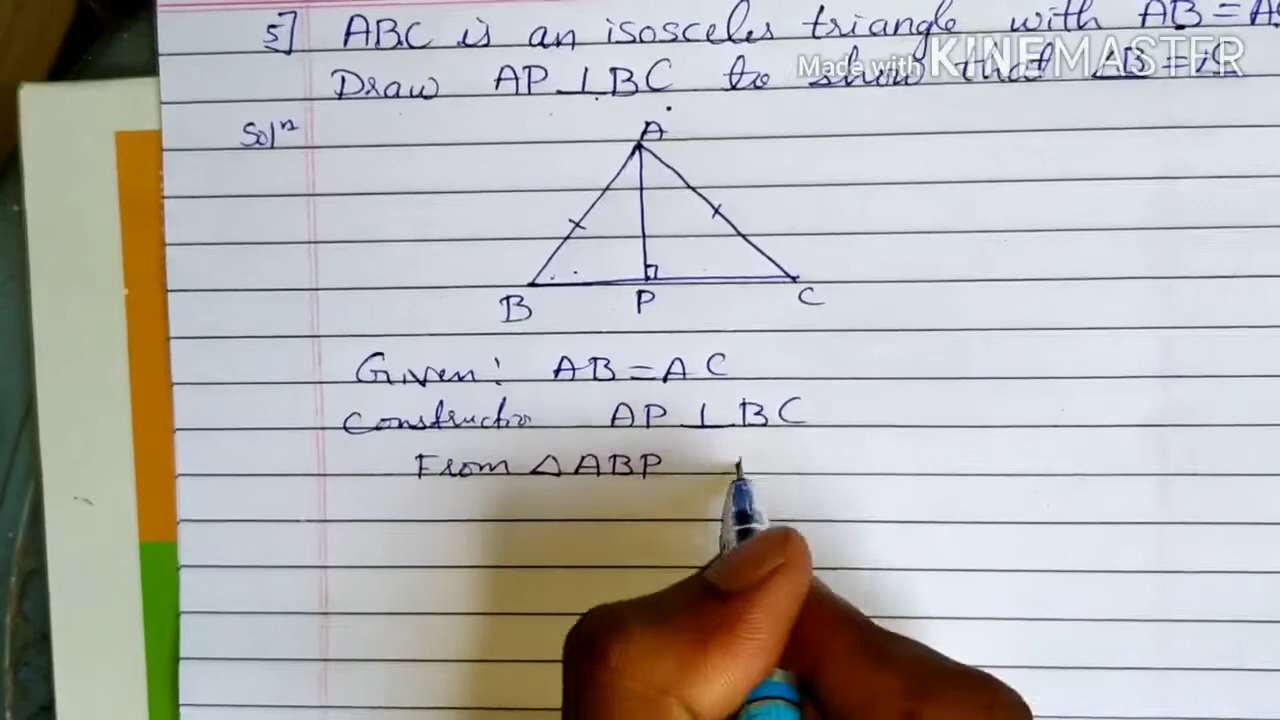 5] ABC is an isosceles triangle with AB = A
Draw AP ⊥ BC to show that ∠B = ∠C
Made with KINEMASTER
Solⁿ
A
B P C
Given: AB = AC
Constructio AP ⊥ BC
From △ABP